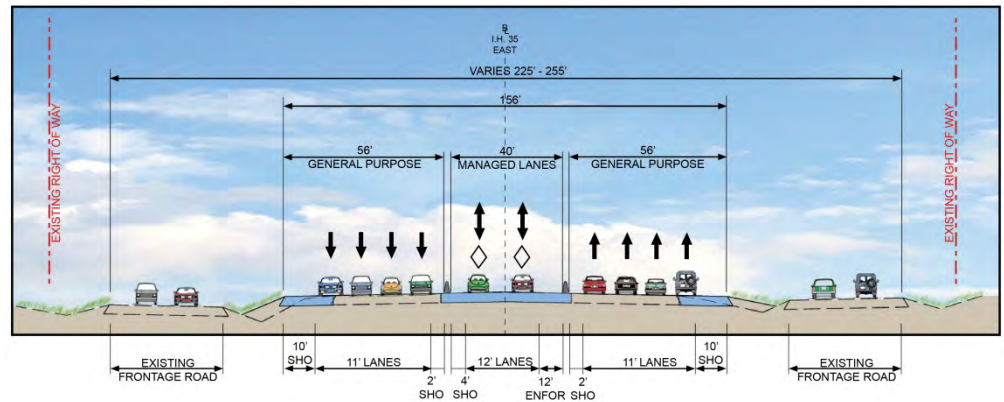 ℄
I.H. 35
EAST
VARIES 225' - 255'
156'
56'
GENERAL PURPOSE
40'
MANAGED LANES
56'
GENERAL PURPOSE
EXISTING RIGHT OF WAY
EXISTING RIGHT OF WAY
EXISTING
FRONTAGE ROAD
10'
SHO
11' LANES
2'
SHO
4'
SHO
12' LANES
12'
ENFOR
2'
SHO
11' LANES
10'
SHO
EXISTING
FRONTAGE ROAD